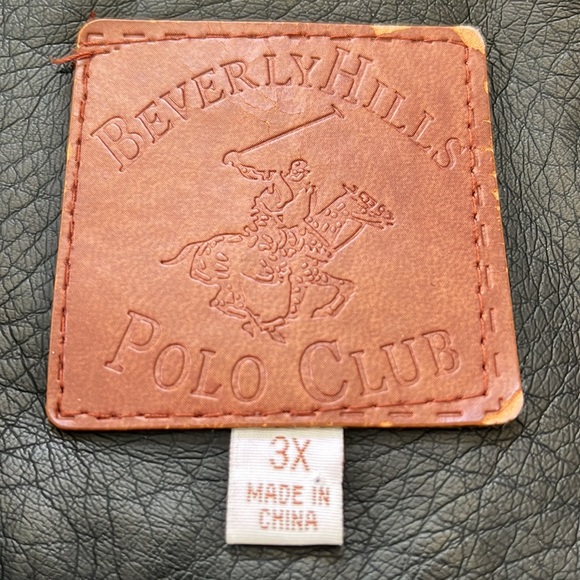 BEVERLY HILLS
POLO CLUB
3X
MADE IN
CHINA